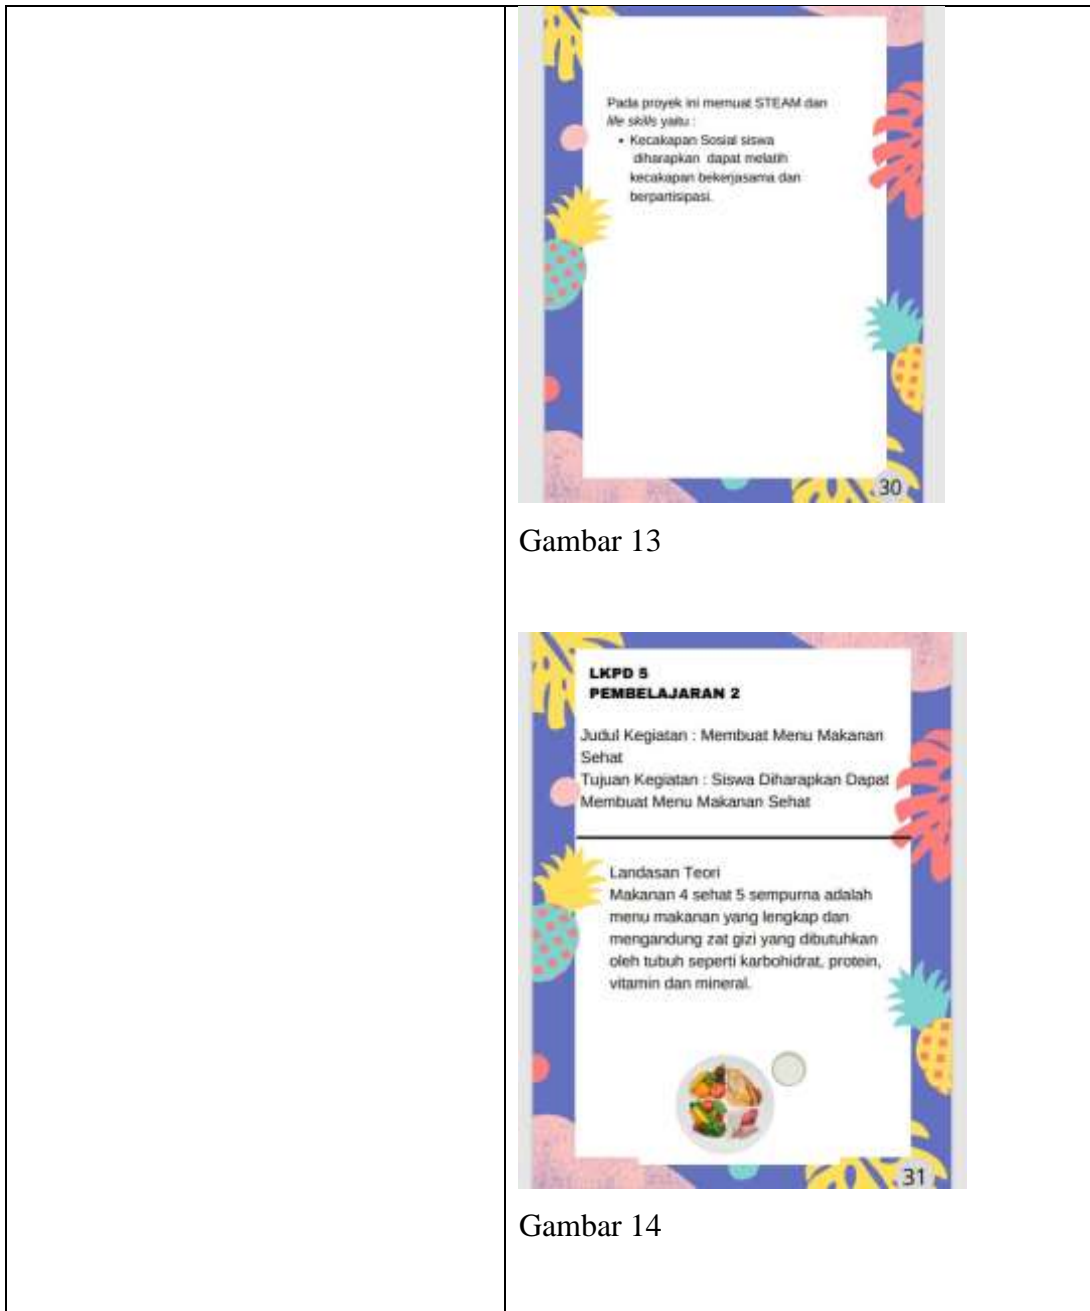 Pada proyek ini memuat STEAM dan
life skills yaitu :
• Kecakapan Sosial siswa
diharapkan dapat melatih
kecakapan bekerjasama dan
berpartisipasi.
30
Gambar 13
LKPD 5
PEMBELAJARAN 2
Judul Kegiatan : Membuat Menu Makanan
Sehat
Tujuan Kegiatan : Siswa Diharapkan Dapat
Membuat Menu Makanan Sehat
Landasan Teori
Makanan 4 sehat 5 sempurna adalah
menu makanan yang lengkap dan
mengandung zat gizi yang dibutuhkan
oleh tubuh seperti karbohidrat, protein,
vitamin dan mineral.
31
Gambar 14